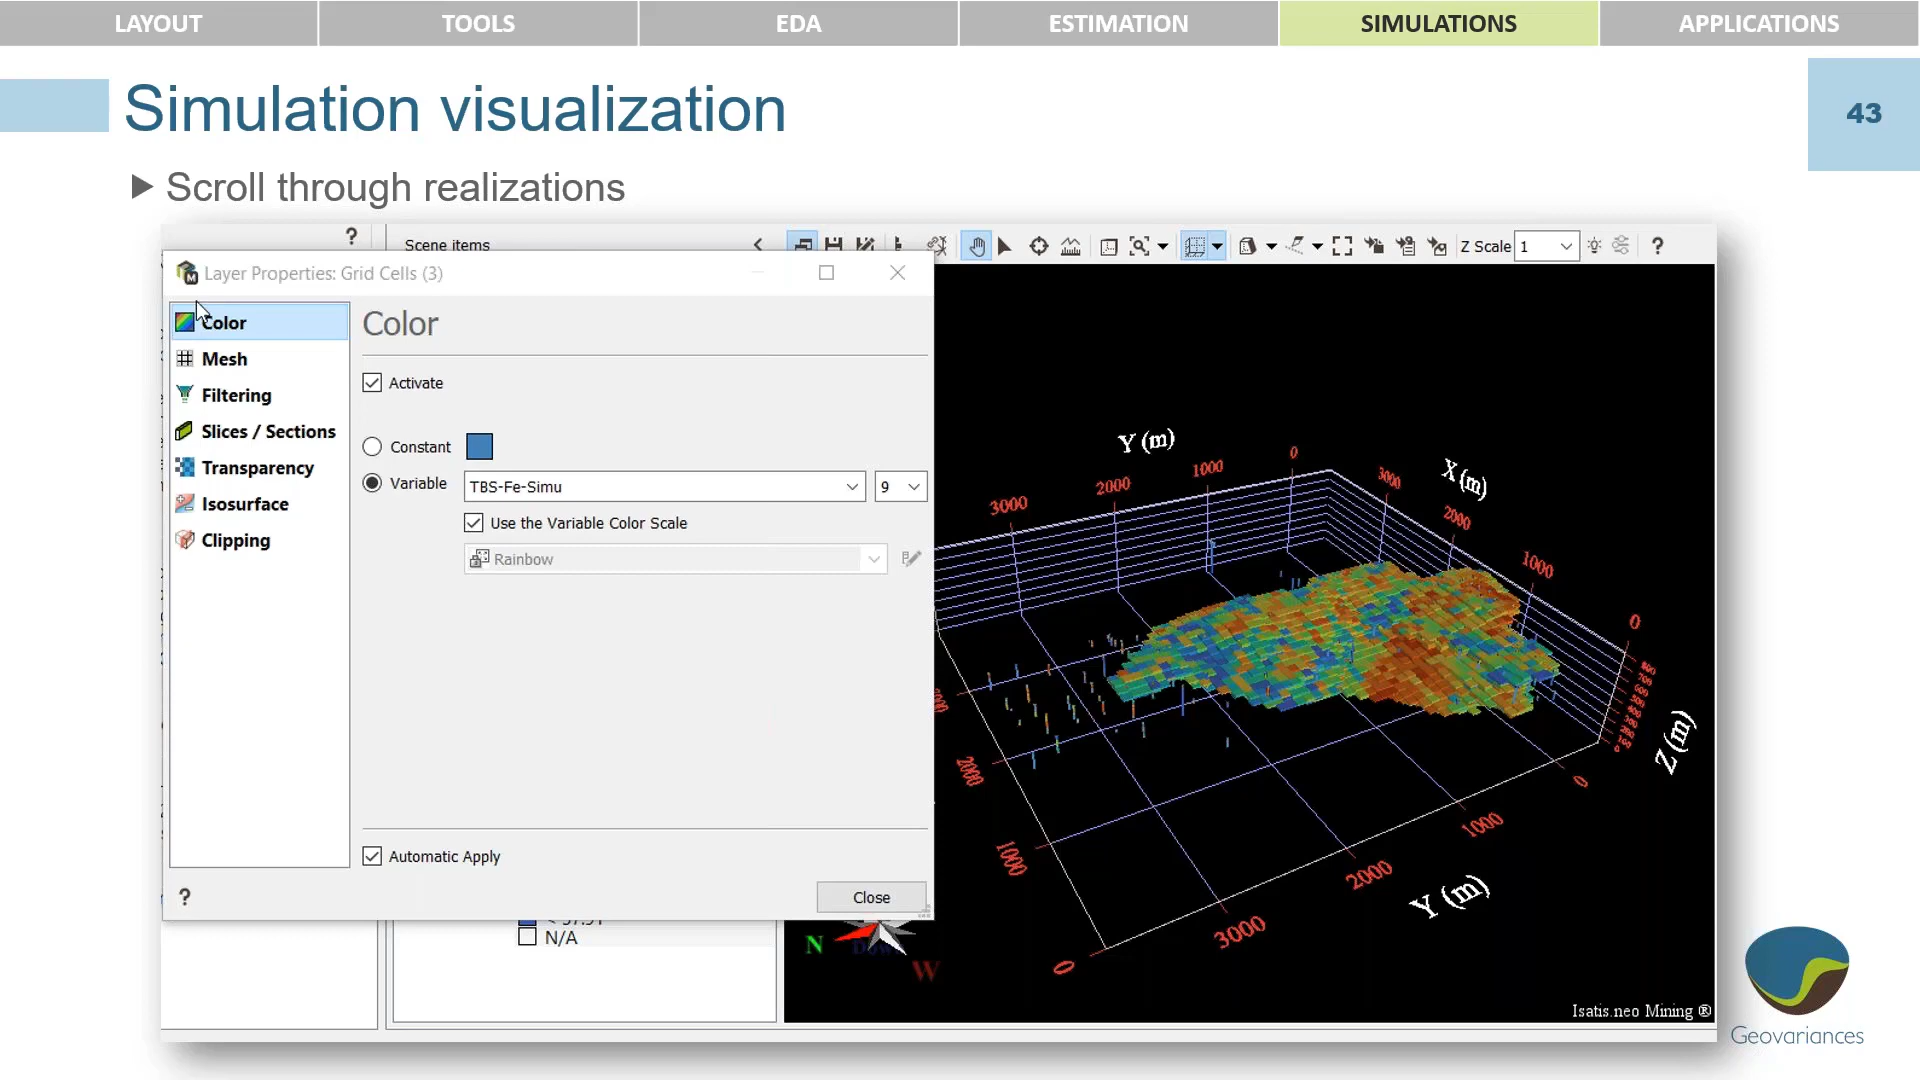 LAYOUT TOOLS EDA ESTIMATION SIMULATIONS APPLICATIONS
Simulation visualization
43
Scroll through realizations
? Scene items
Z Scale 1 ?
Layer Properties: Grid Cells (3)
Color
Mesh
Filtering
Slices / Sections
Transparency
Isosurface
Clipping
Color
Activate
Constant
Variable TBS-Fe-Simu 9
Use the Variable Color Scale
Rainbow
Automatic Apply
? Close
N/A
Y (m)
3000 2000 1000 0
X (m)
3000
2000
1000
0
Z (m)
2000
1000
0
3000
2000
1000
0
Y (m)
N
W
Isatis.neo Mining ®
Geovariances